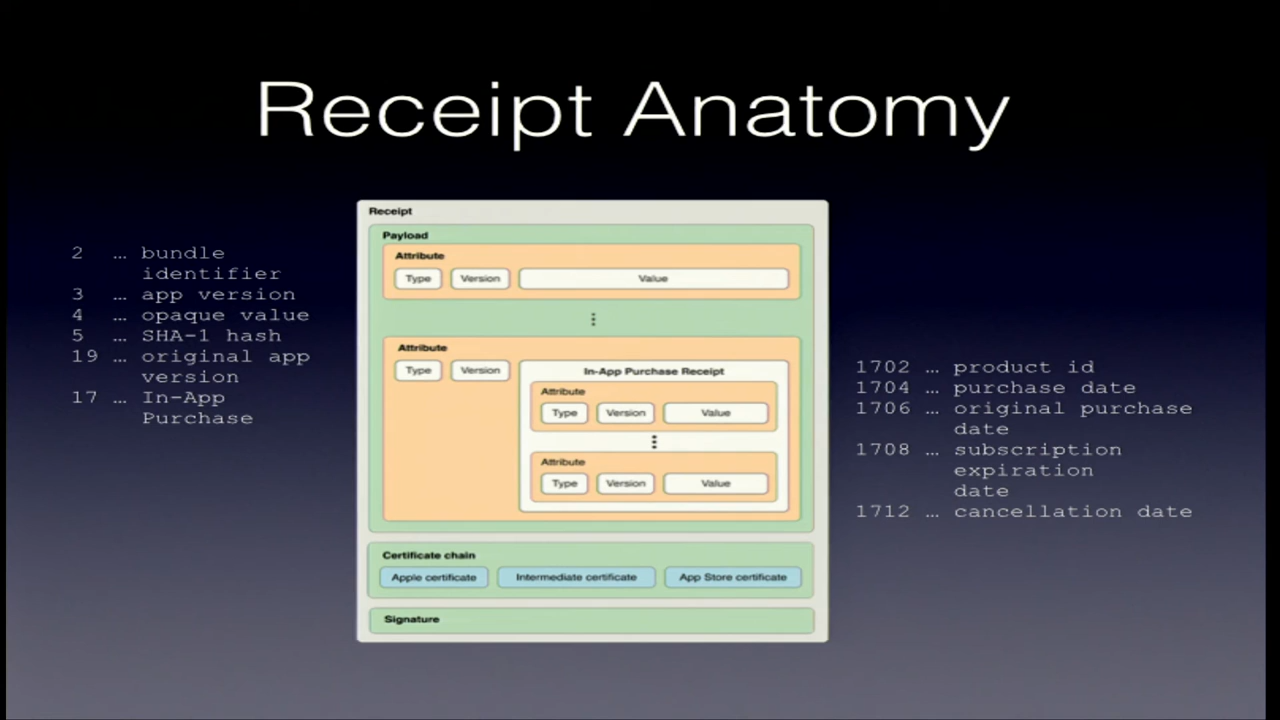 Receipt Anatomy
2 … bundle
identifier
3 … app version
4 … opaque value
5 … SHA-1 hash
19 … original app
version
17 … In-App
Purchase
Receipt
Payload
Attribute
Type Version Value
Attribute
Type Version
In-App Purchase Receipt
Attribute
Type Version Value
Attribute
Type Version Value
Certificate chain
Apple certificate Intermediate certificate App Store certificate
Signature
1702 … product id
1704 … purchase date
1706 … original purchase
date
1708 … subscription
expiration
date
1712 … cancellation date